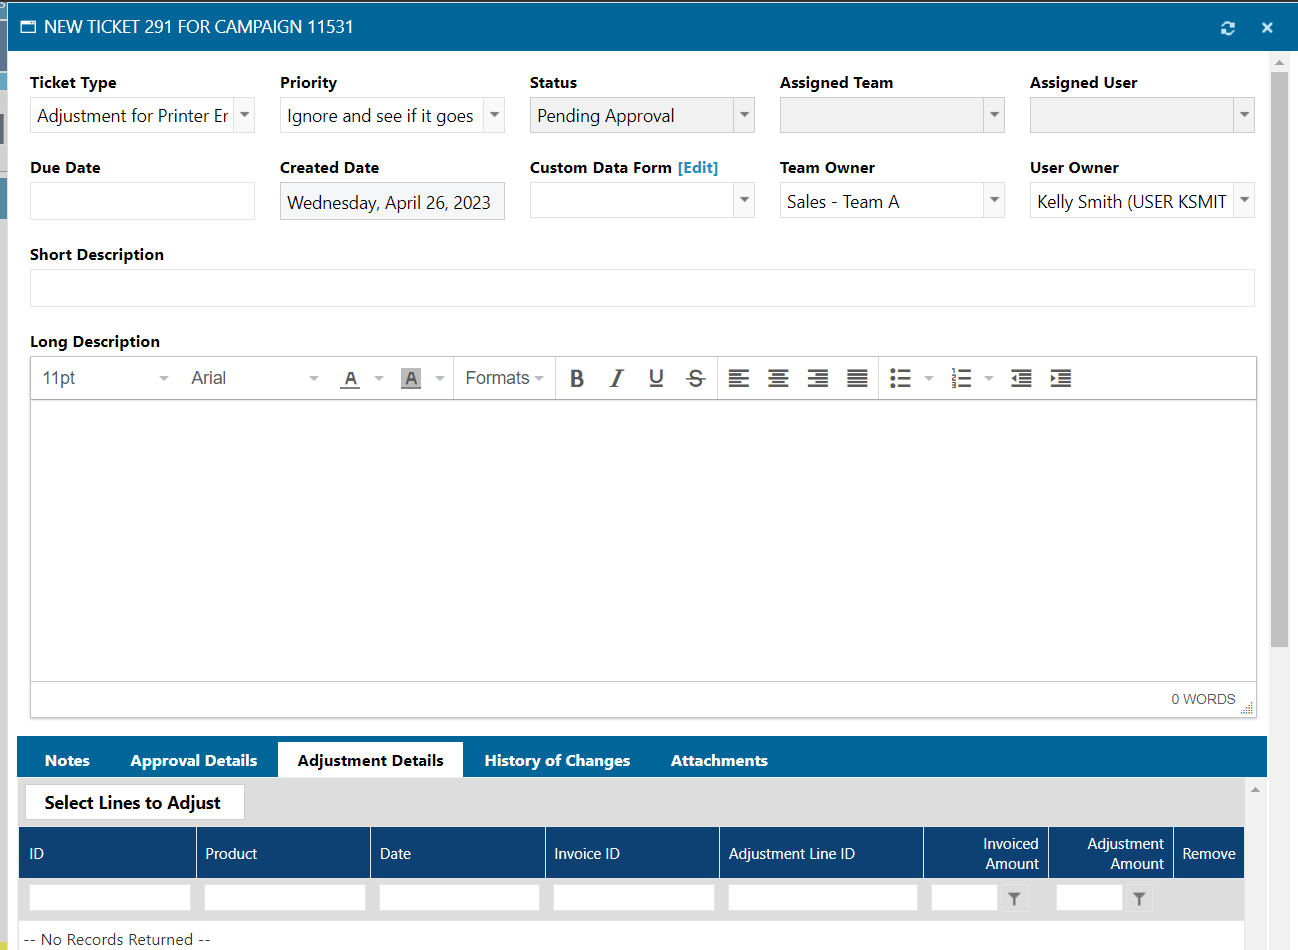 NEW TICKET 291 FOR CAMPAIGN 11531
Ticket Type Priority Status Assigned Team Assigned User
Adjustment for Printer Er Ignore and see if it goes Pending Approval
Due Date Created Date Custom Data Form [Edit] Team Owner User Owner
Wednesday, April 26, 2023 Sales - Team A Kelly Smith (USER KSMIT
Short Description
Long Description
11pt Arial A A Formats B I U S
0 WORDS
Notes Approval Details Adjustment Details History of Changes Attachments
Select Lines to Adjust
ID Product Date Invoice ID Adjustment Line ID Invoiced Amount Adjustment Amount Remove
-- No Records Returned --